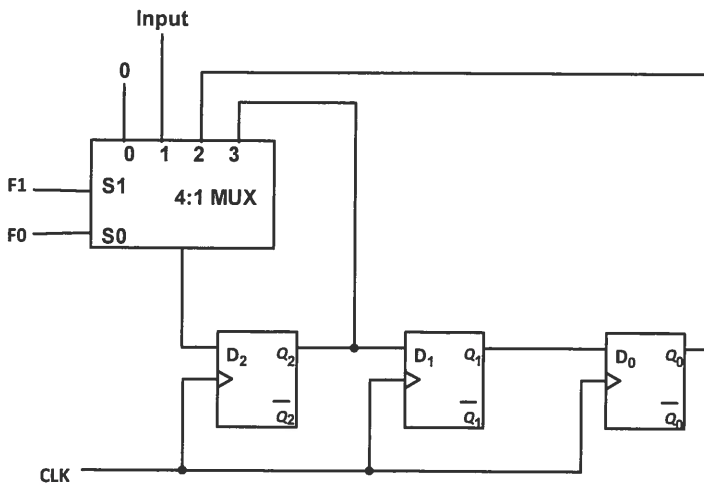 Input
0
0 1 2 3
F1
S1
4:1 MUX
F0
S0
D2 Q2
D1 Q1
D0 Q0
Q2
Q1
Q0
CLK